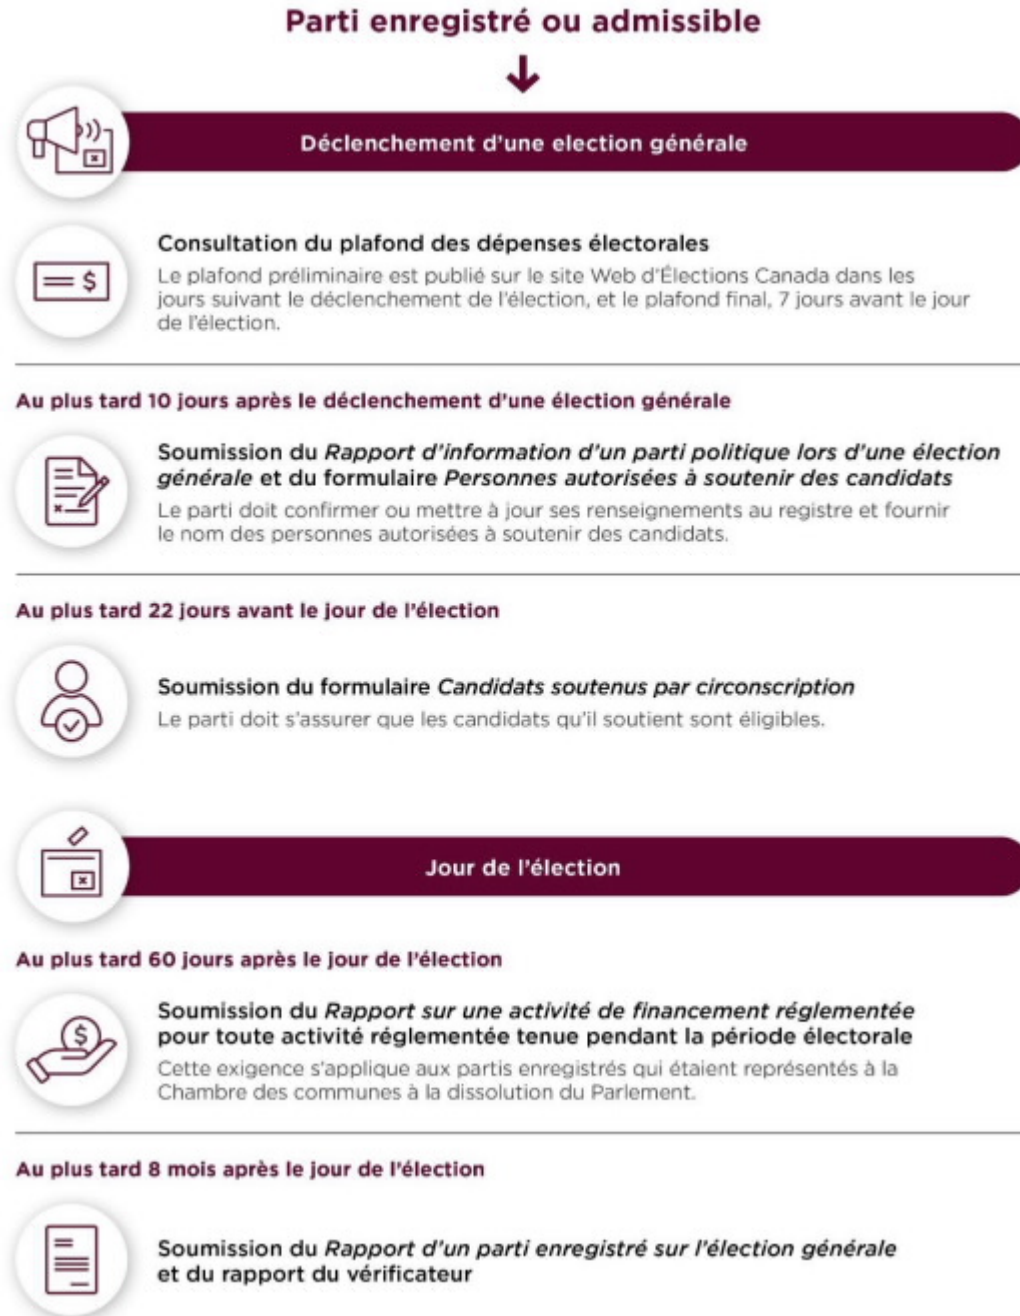 Parti enregistré ou admissible
Déclenchement d'une election générale
$
Consultation du plafond des dépenses électorales
Le plafond préliminaire est publié sur le site Web d'Élections Canada dans les
jours suivant le déclenchement de l'élection, et le plafond final, 7 jours avant le jour
de l'élection.
Au plus tard 10 jours après le déclenchement d'une élection générale
Soumission du Rapport d'information d'un parti politique lors d'une élection
générale et du formulaire Personnes autorisées à soutenir des candidats
Le parti doit confirmer ou mettre à jour ses renseignements au registre et fournir
le nom des personnes autorisées à soutenir des candidats.
Au plus tard 22 jours avant le jour de l'élection
Soumission du formulaire Candidats soutenus par circonscription
Le parti doit s'assurer que les candidats qu'il soutient sont éligibles.
Jour de l'élection
Au plus tard 60 jours après le jour de l'élection
$
Soumission du Rapport sur une activité de financement réglementée
pour toute activité réglementée tenue pendant la période électorale
Cette exigence s'applique aux partis enregistrés qui étaient représentés à la
Chambre des communes à la dissolution du Parlement.
Au plus tard 8 mois après le jour de l'élection
Soumission du Rapport d'un parti enregistré sur l'élection générale
et du rapport du vérificateur